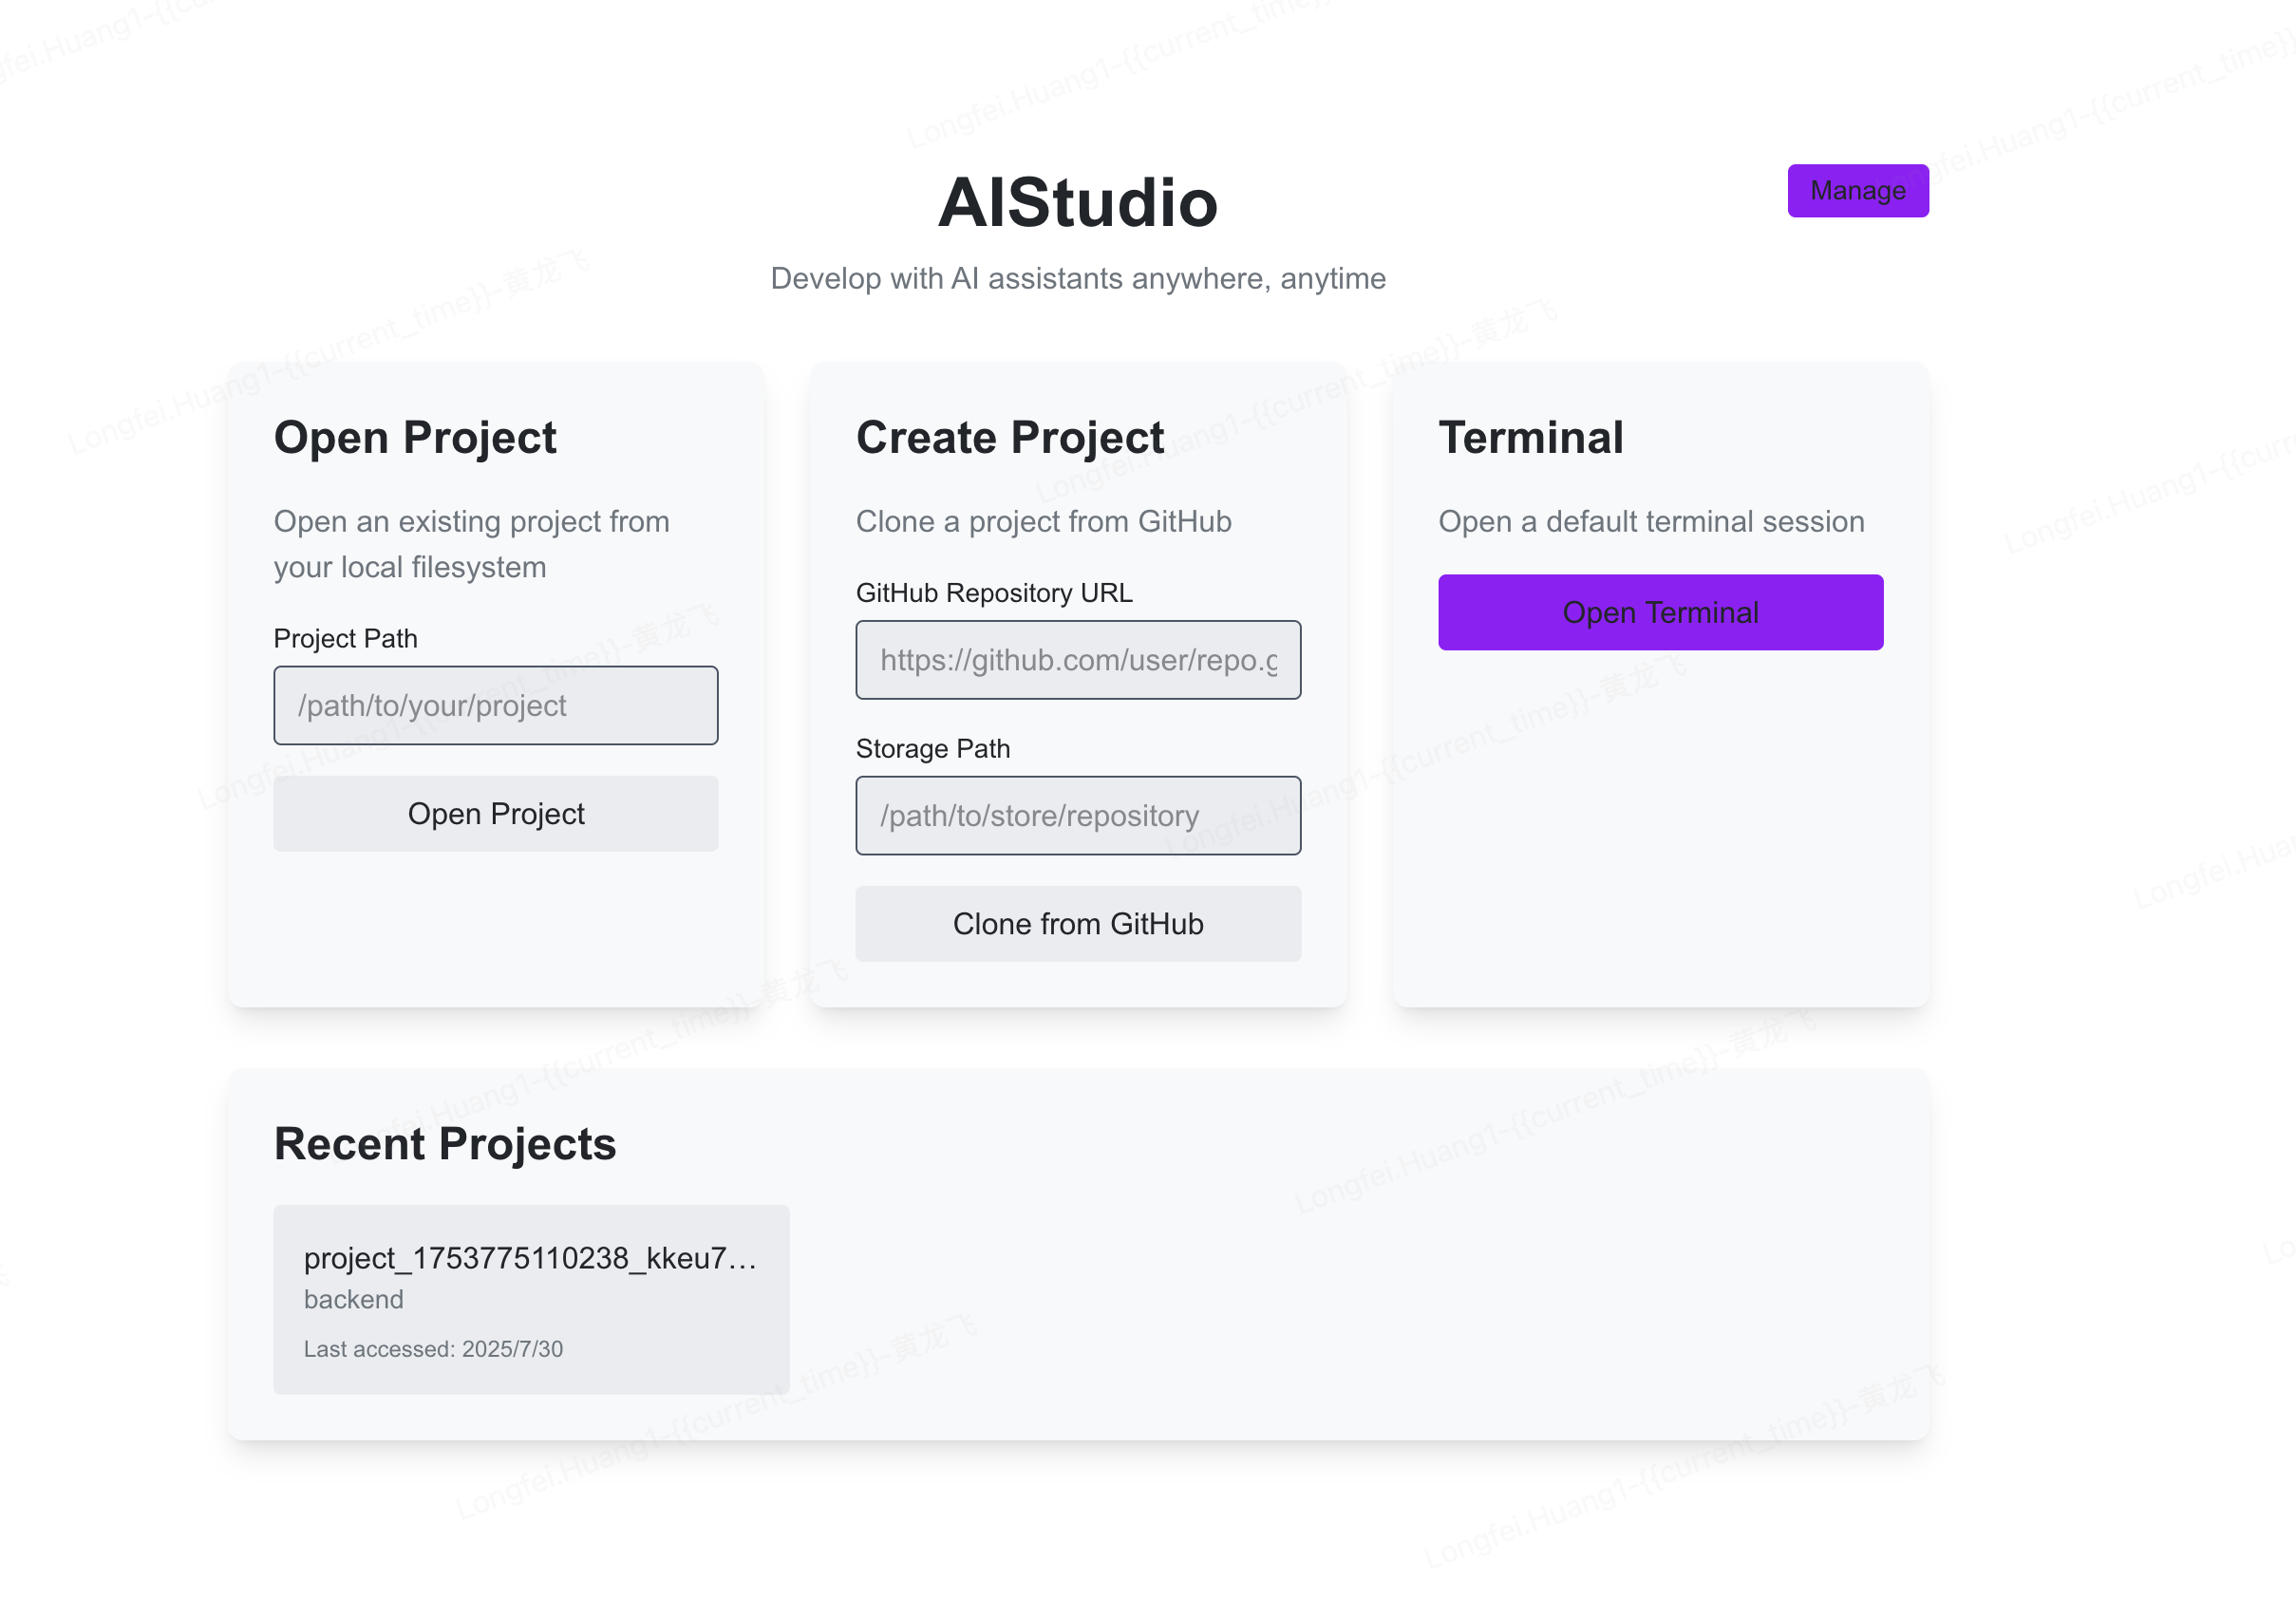 AIStudio
Manage
Develop with AI assistants anywhere, anytime
Open Project
Open an existing project from
your local filesystem
Project Path
/path/to/your/project
Open Project
Create Project
Clone a project from GitHub
GitHub Repository URL
https://github.com/user/repo.g
Storage Path
/path/to/store/repository
Clone from GitHub
Terminal
Open a default terminal session
Open Terminal
Recent Projects
project_1753775110238_kkeu7...
backend
Last accessed: 2025/7/30
Longfei.Huang1-{{current_time}}-黄龙飞